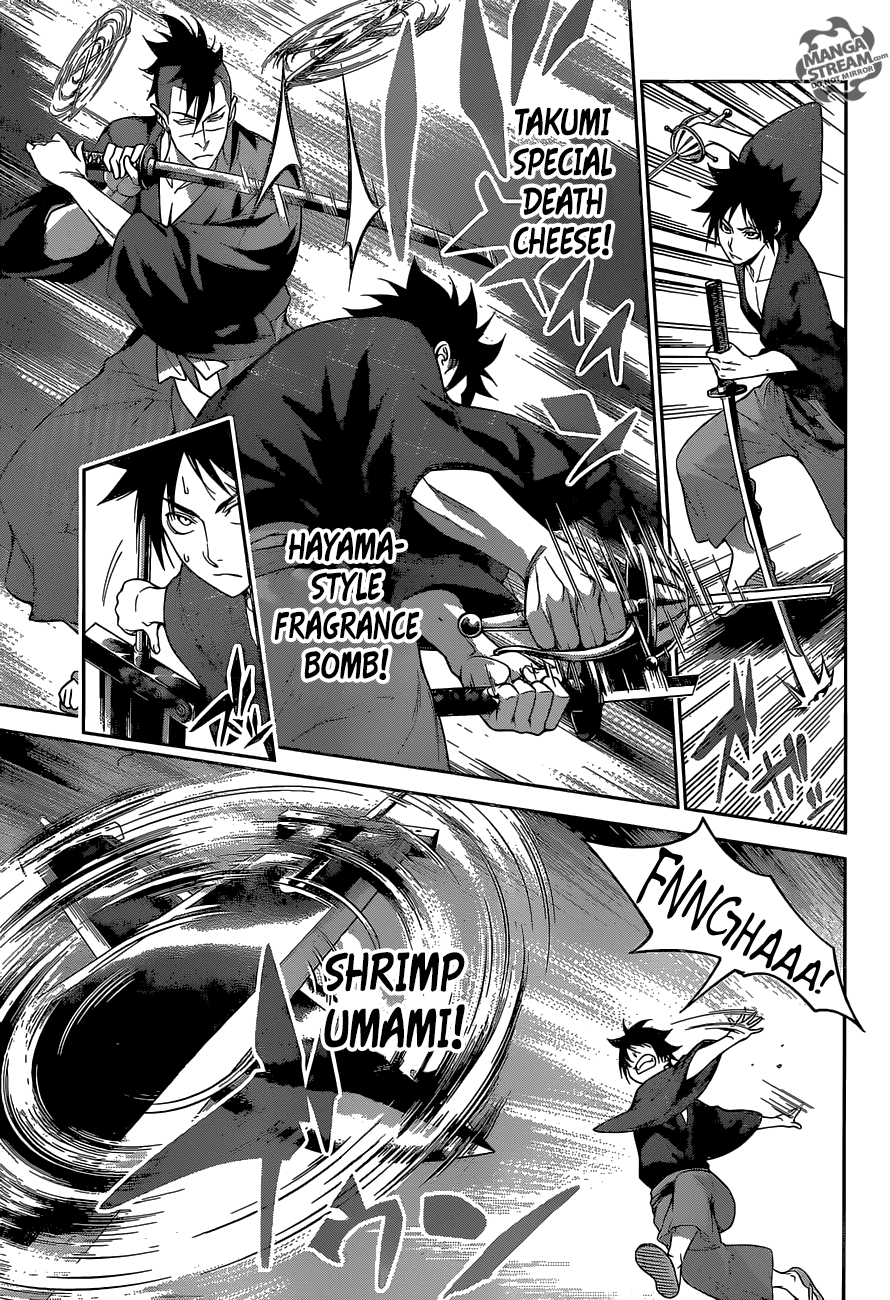 MANGA
STREAM.com
DO NOT MIRROR
TAKUMI
SPECIAL
DEATH
CHEESE!
HAYAMA-
STYLE
FRAGRANCE
BOMB!
FNNGHAAA!
SHRIMP
UMAMI!